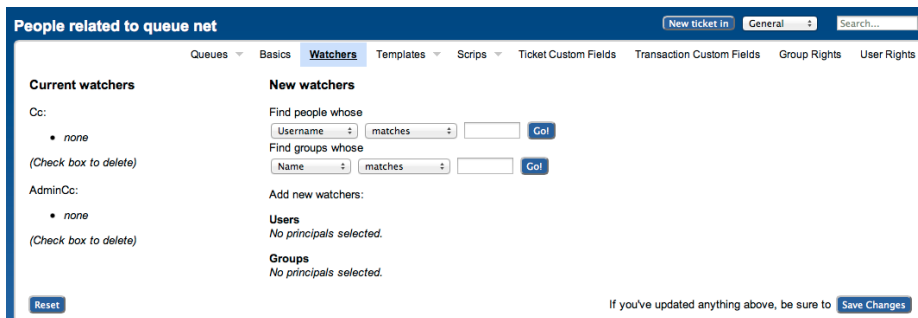 People related to queue net
New ticket in General Search...
Queues Basics Watchers Templates Scrips Ticket Custom Fields Transaction Custom Fields Group Rights User Rights
Current watchers
Cc:
none
(Check box to delete)
AdminCc:
none
(Check box to delete)
New watchers
Find people whose
Username matches Go!
Find groups whose
Name matches Go!
Add new watchers:
Users
No principals selected.
Groups
No principals selected.
Reset
If you've updated anything above, be sure to Save Changes